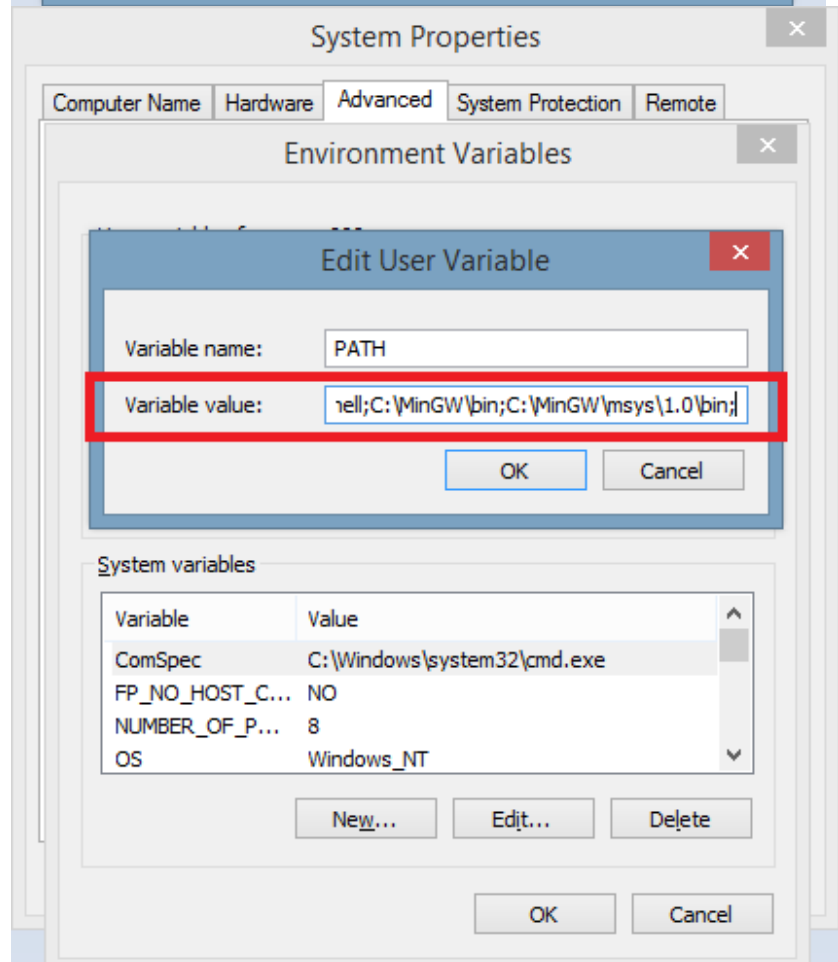 System Properties
Computer Name Hardware Advanced System Protection Remote
Environment Variables
Edit User Variable
Variable name: PATH
Variable value: hell;C:\MinGW\bin;C:\MinGW\msys\1.0\bin;
OK Cancel
System variables
Variable Value
ComSpec C:\Windows\system32\cmd.exe
FP_NO_HOST_C... NO
NUMBER_OF_P... 8
OS Windows_NT
New... Edit... Delete
OK Cancel